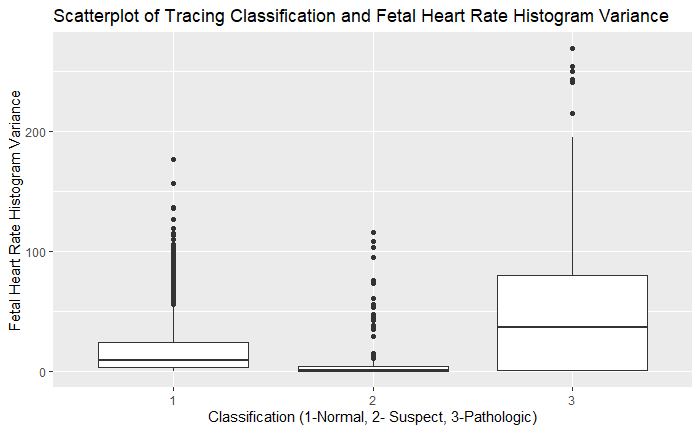 Scatterplot of Tracing Classification and Fetal Heart Rate Histogram Variance
Fetal Heart Rate Histogram Variance
200
100
0
1 2 3
Classification (1-Normal, 2- Suspect, 3-Pathologic)